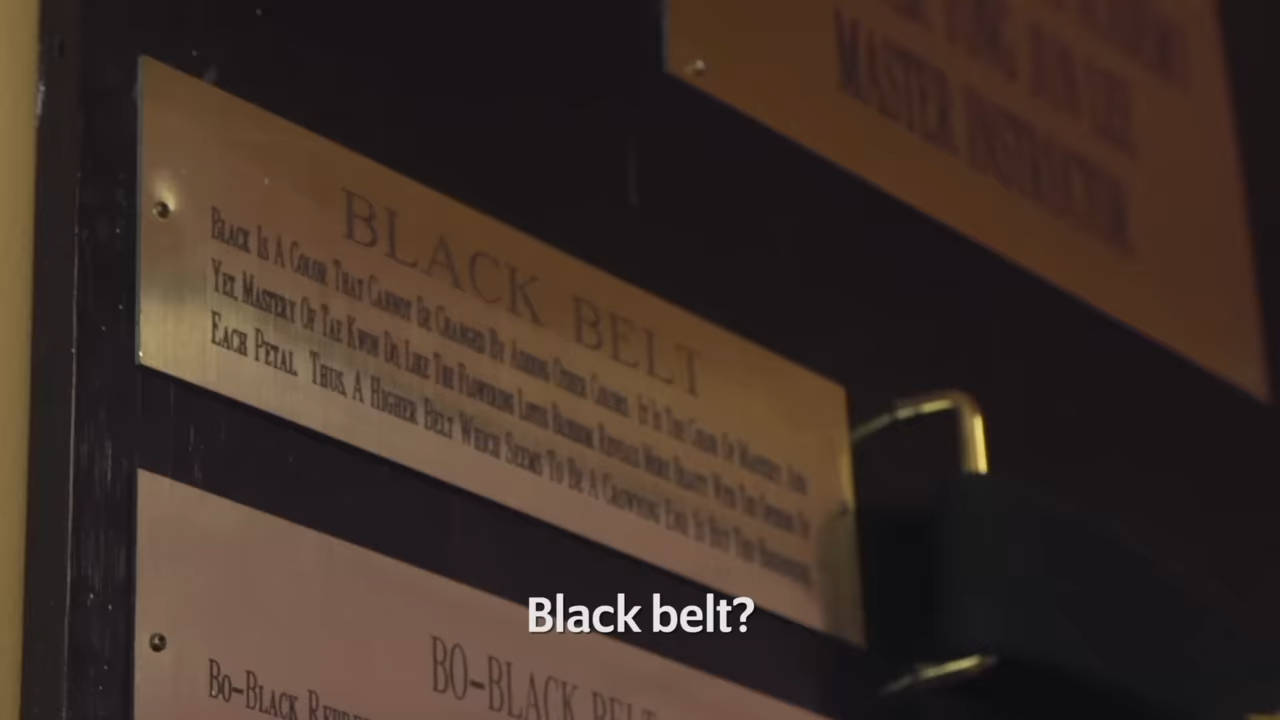 MASTER INSTRUCTOR
BLACK BELT
BLACK IS A COLOR THAT CANNOT BE CHANGED BY ADDING OTHER COLORS. IT IS THE COLOR OF MASTERY AND
YET, MASTERY OF TAE KWON DO, LIKE THE FLOWERING LOTUS BLOSSOM REVEALS MORE BEAUTY WITH THE OPENING OF
EACH PETAL. THUS, A HIGHER BELT WHICH SEEMS TO BE A CROWNING END, IS BUT THE BEGINNING.
Black belt?
BO-BLACK BELT
BO-BLACK